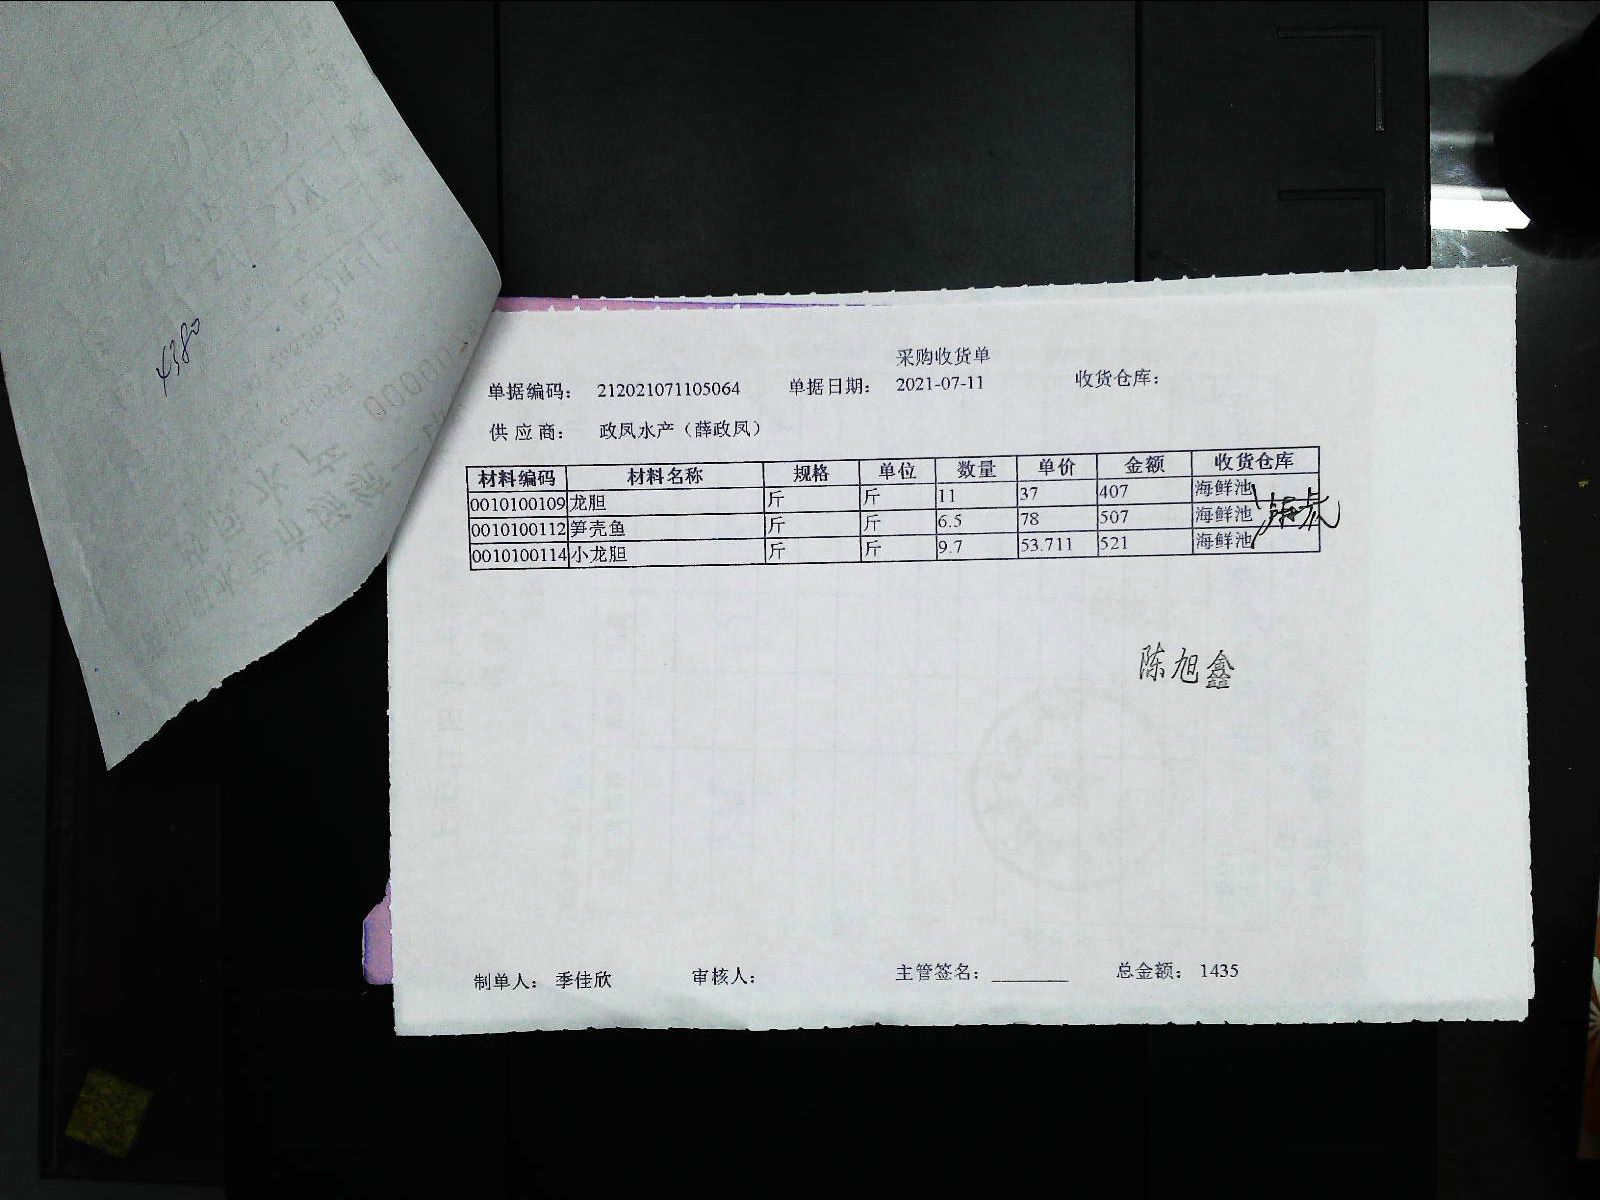 4380
采购收货单
单据编码： 212021071105064 单据日期： 2021-07-11 收货仓库：
供应商： 政凤水产（薛政凤）
材料编码 材料名称 规格 单位 数量 单价 金额 收货仓库
0010100109 龙胆 斤 斤 11 37 407 海鲜池
0010100112 笋壳鱼 斤 斤 6.5 78 507 海鲜池
0010100114 小龙胆 斤 斤 9.7 53.711 521 海鲜池
陈旭鑫
制单人： 季佳欣 审核人： 主管签名： 总金额： 1435